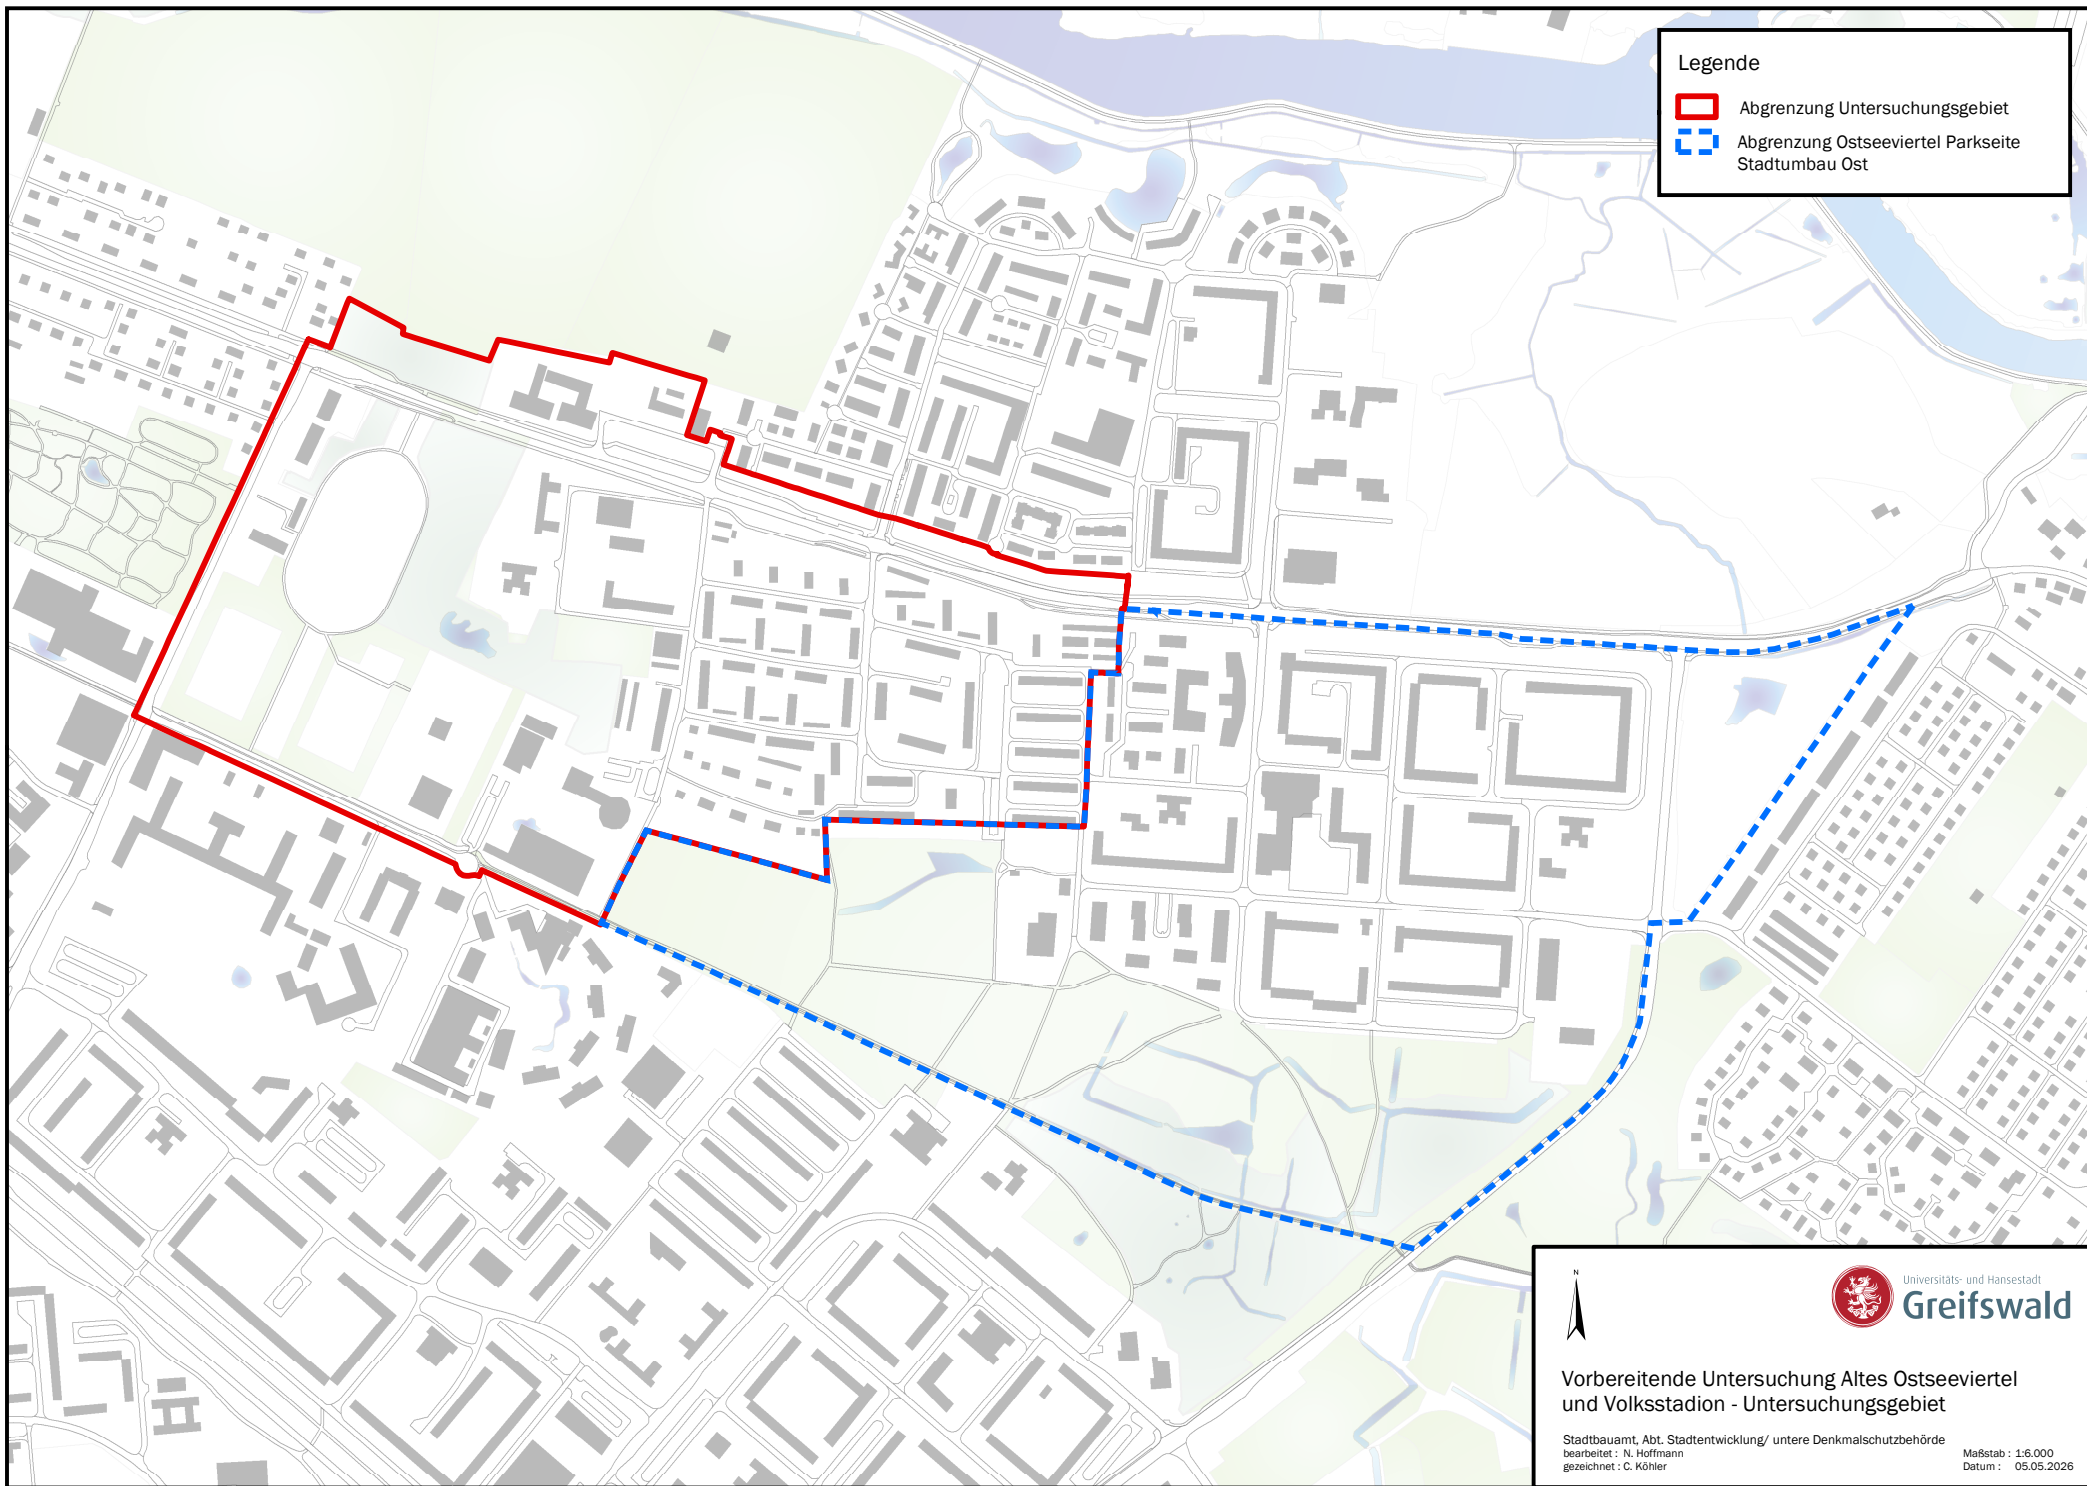 Legende
Abgrenzung Untersuchungsgebiet
Abgrenzung Ostseeviertel Parkseite
Stadtumbau Ost
N
Universitäts- und Hansestadt
Greifswald
Vorbereitende Untersuchung Altes Ostseeviertel
und Volksstadion - Untersuchungsgebiet
Stadtbauamt, Abt. Stadtentwicklung/ untere Denkmalschutzbehörde
bearbeitet : N. Hoffmann
gezeichnet : C. Köhler
Maßstab : 1:6.000
Datum : 05.05.2026